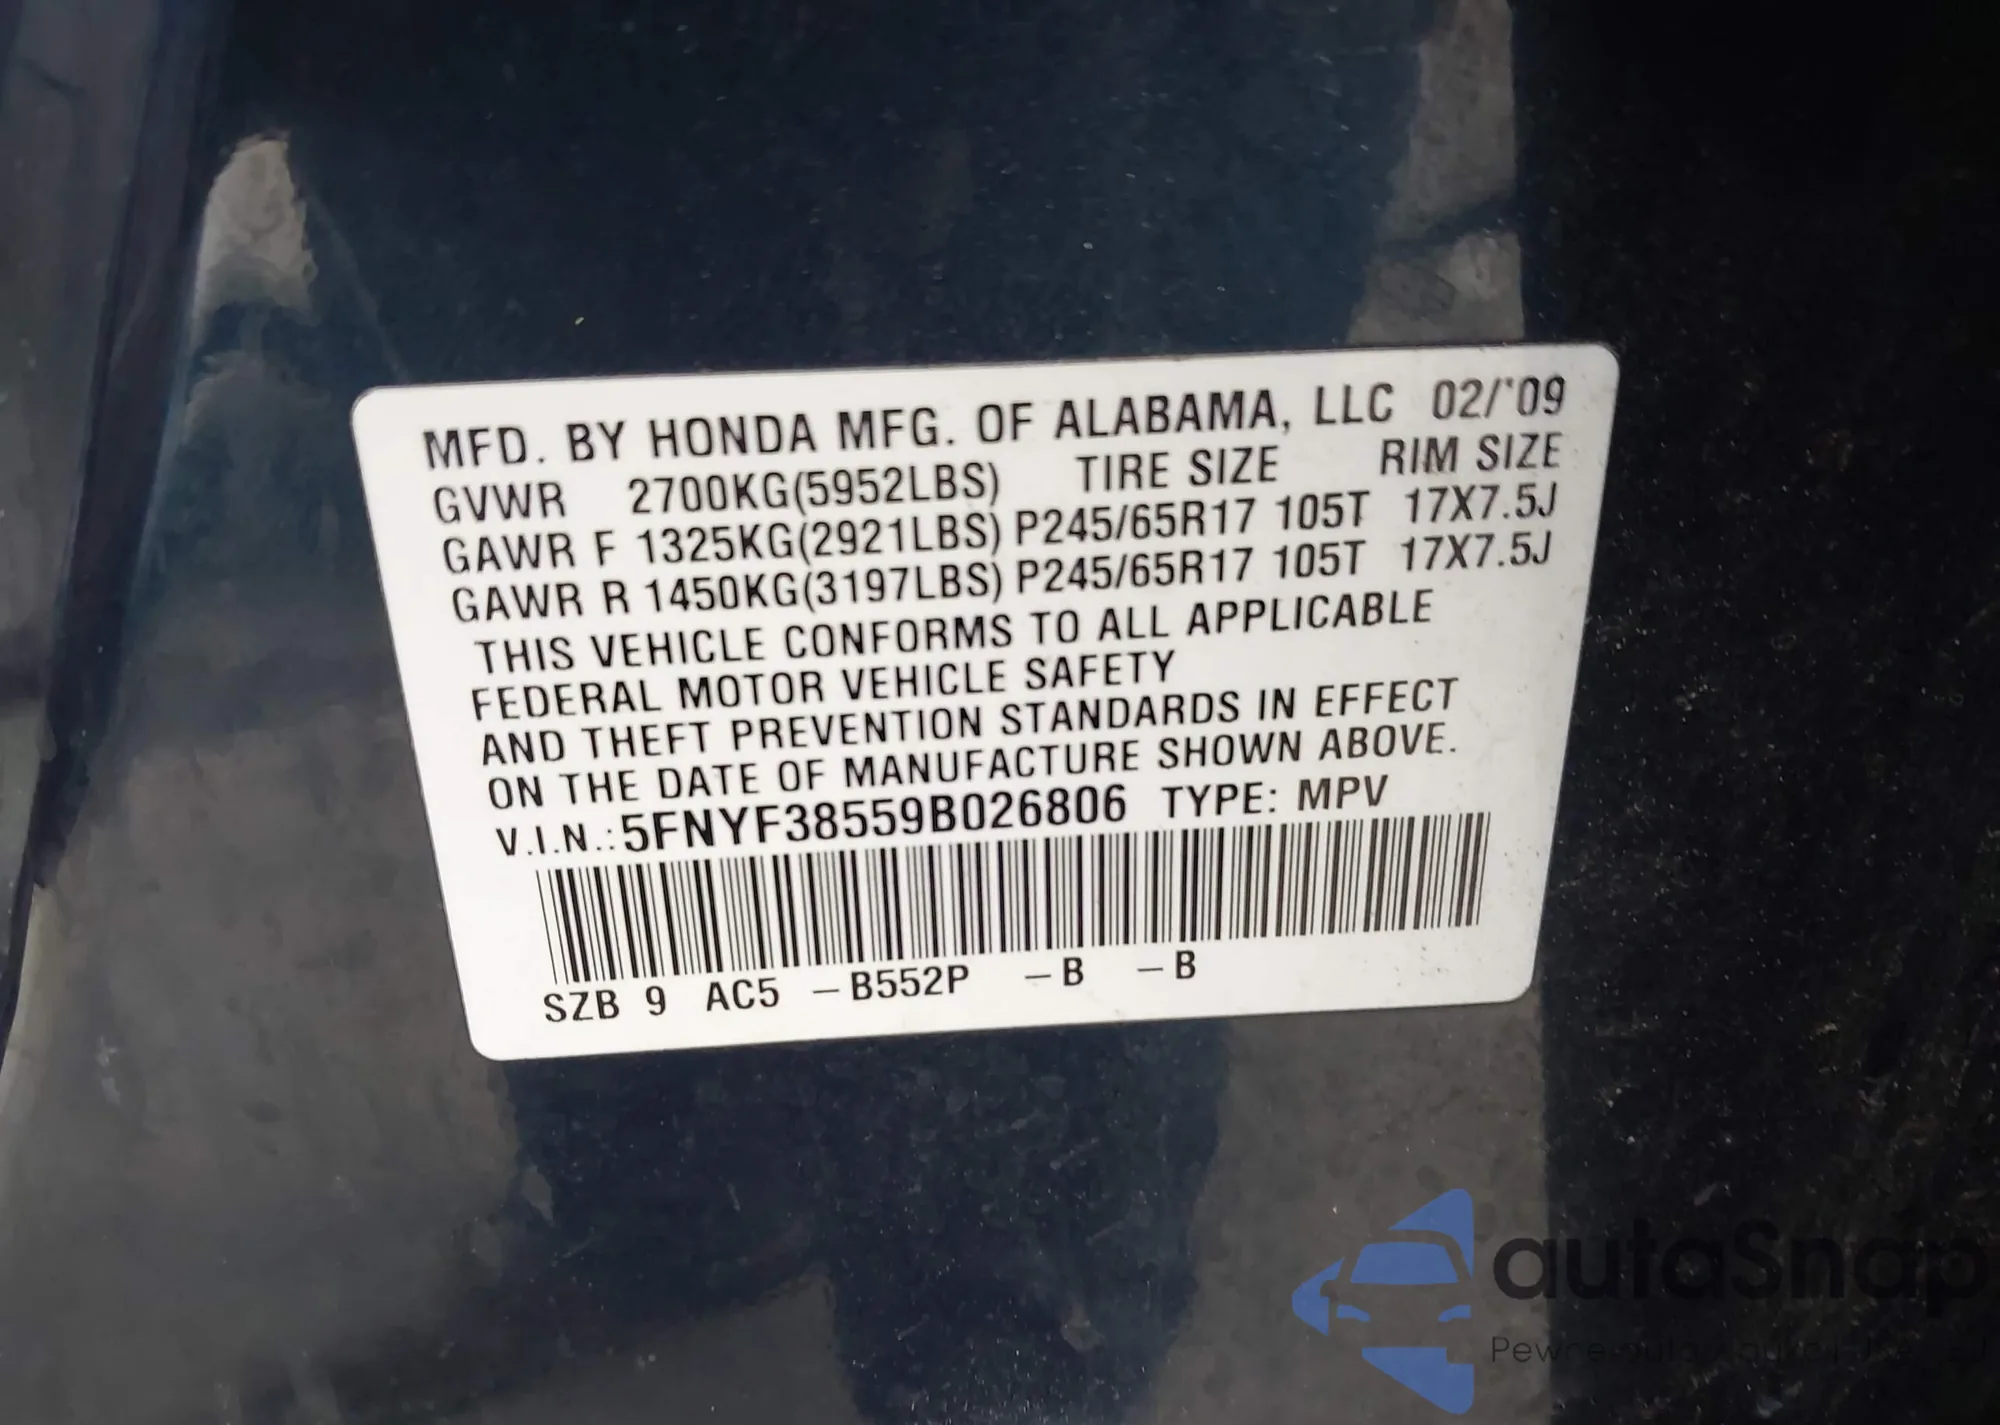 MFD. BY HONDA MFG. OF ALABAMA, LLC 02/'09
GVWR 2700KG(5952LBS) TIRE SIZE RIM SIZE
GAWR F 1325KG(2921LBS) P245/65R17 105T 17X7.5J
GAWR R 1450KG(3197LBS) P245/65R17 105T 17X7.5J
THIS VEHICLE CONFORMS TO ALL APPLICABLE
FEDERAL MOTOR VEHICLE SAFETY
AND THEFT PREVENTION STANDARDS IN EFFECT
ON THE DATE OF MANUFACTURE SHOWN ABOVE.
V.I.N.: 5FNYF38559B026806 TYPE: MPV
SZB 9 AC5 -B552P -B -B
autoSnap
Pewne auto